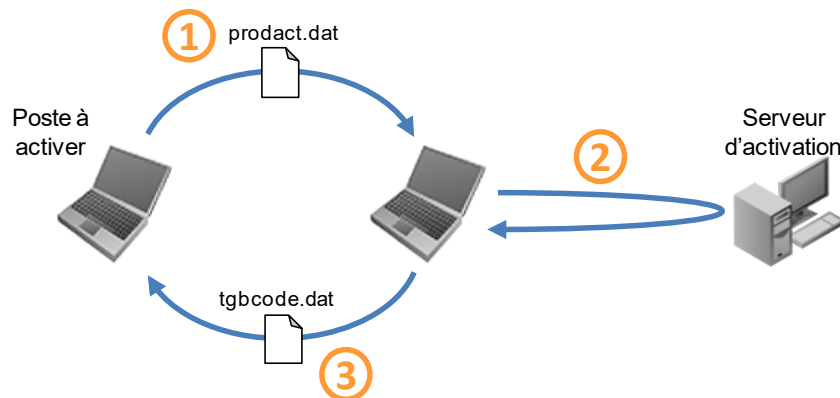 1
prodact.dat
Poste à
activer
2
Serveur
d'activation
tgbcode.dat
3